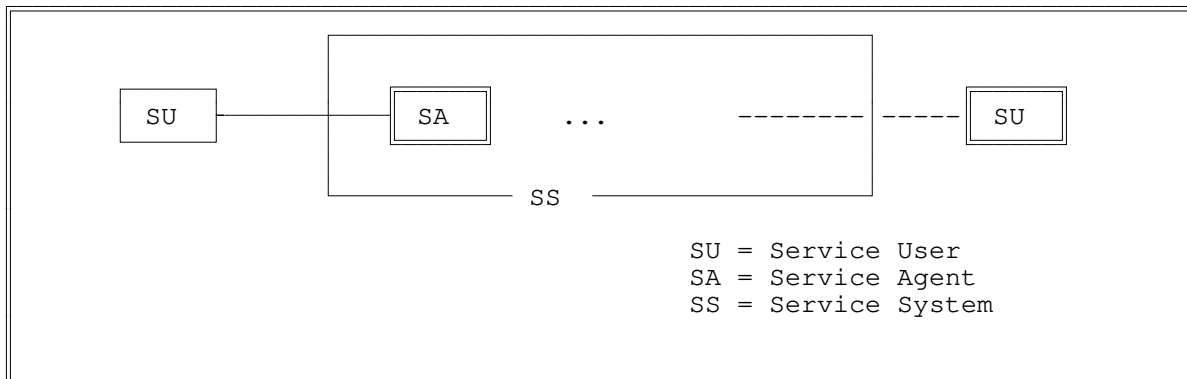 SU SA ... SU
SS
SU = Service User
SA = Service Agent
SS = Service System